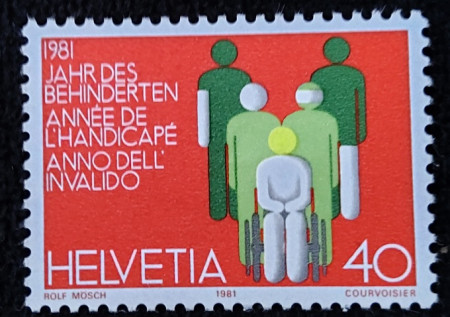 1981
JAHR DES
BEHINDERTEN
ANNÉE DE
L'HANDICAPÉ
ANNO DELL'
INVALIDO
HELVETIA 40
ROLF MOSCH 1981 COURVOISIER